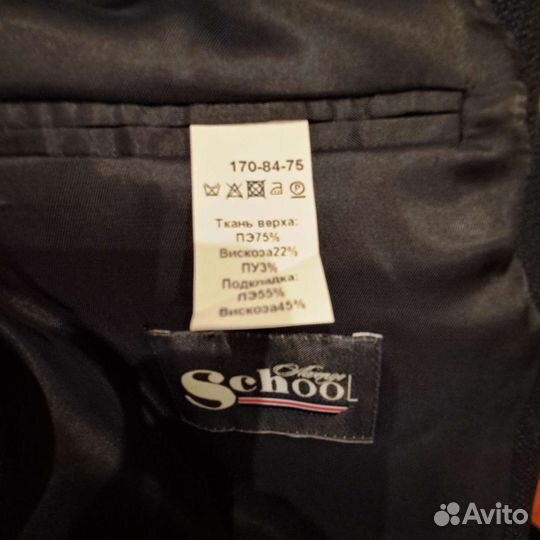 170-84-75
Ткань верха:
ПЭ75%
Вискоза22%
ПУ3%
Подкладка:
ПЭ55%
Вискоза45%
School
Avito